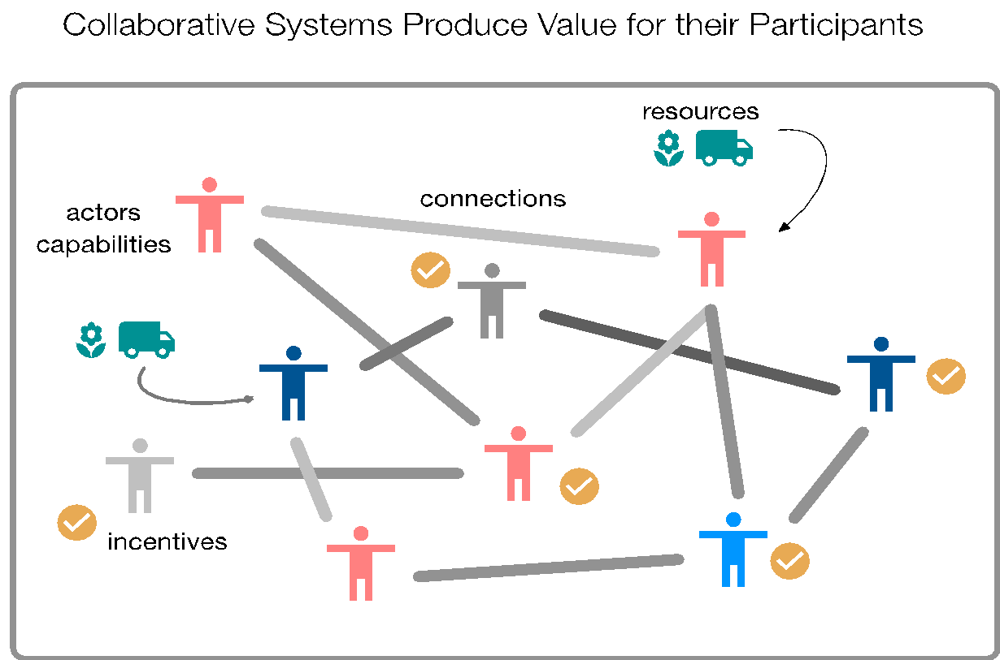 Collaborative Systems Produce Value for their Participants
resources
connections
actors
capabilities
incentives